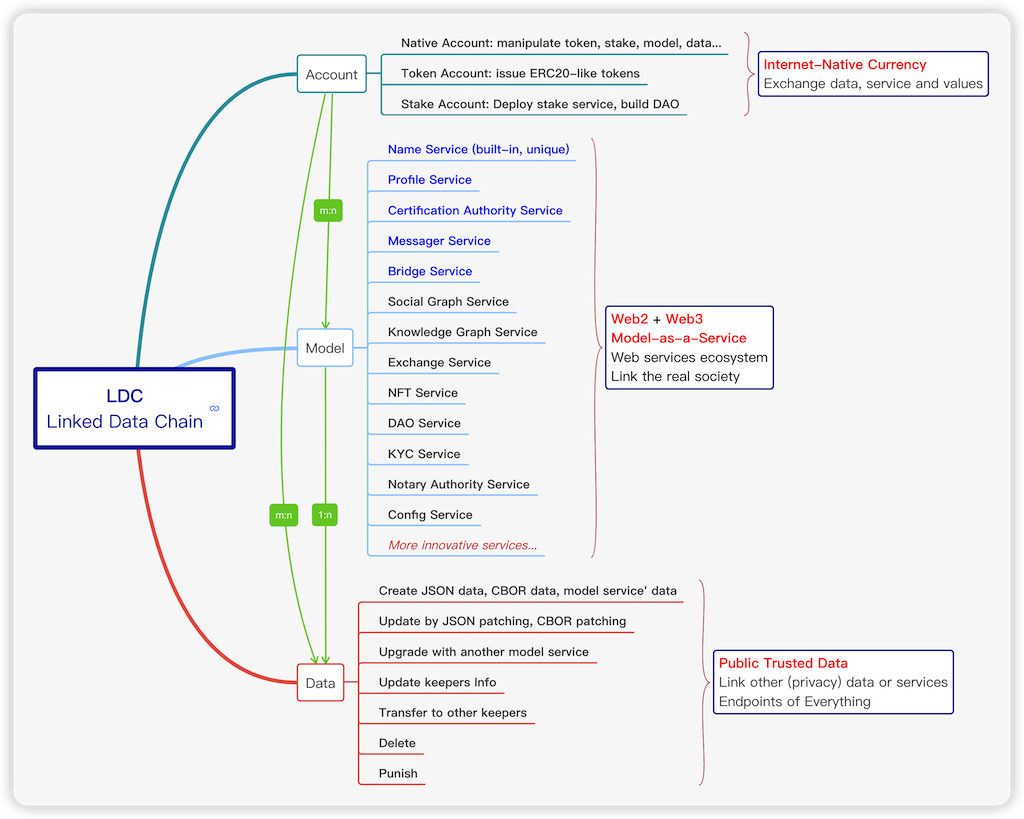 Account
Native Account: manipulate token, stake, model, data...
Token Account: issue ERC20-like tokens
Stake Account: Deploy stake service, build DAO
Internet-Native Currency
Exchange data, service and values
m:n
Name Service (built-in, unique)
Profile Service
Certification Authority Service
Messager Service
Bridge Service
Social Graph Service
Knowledge Graph Service
Exchange Service
NFT Service
DAO Service
KYC Service
Notary Authority Service
Config Service
More innovative services...
Model
Web2 + Web3
Model-as-a-Service
Web services ecosystem
Link the real society
LDC
Linked Data Chain
m:n
1:n
Data
Create JSON data, CBOR data, model service' data
Update by JSON patching, CBOR patching
Upgrade with another model service
Update keepers Info
Transfer to other keepers
Delete
Punish
Public Trusted Data
Link other (privacy) data or services
Endpoints of Everything